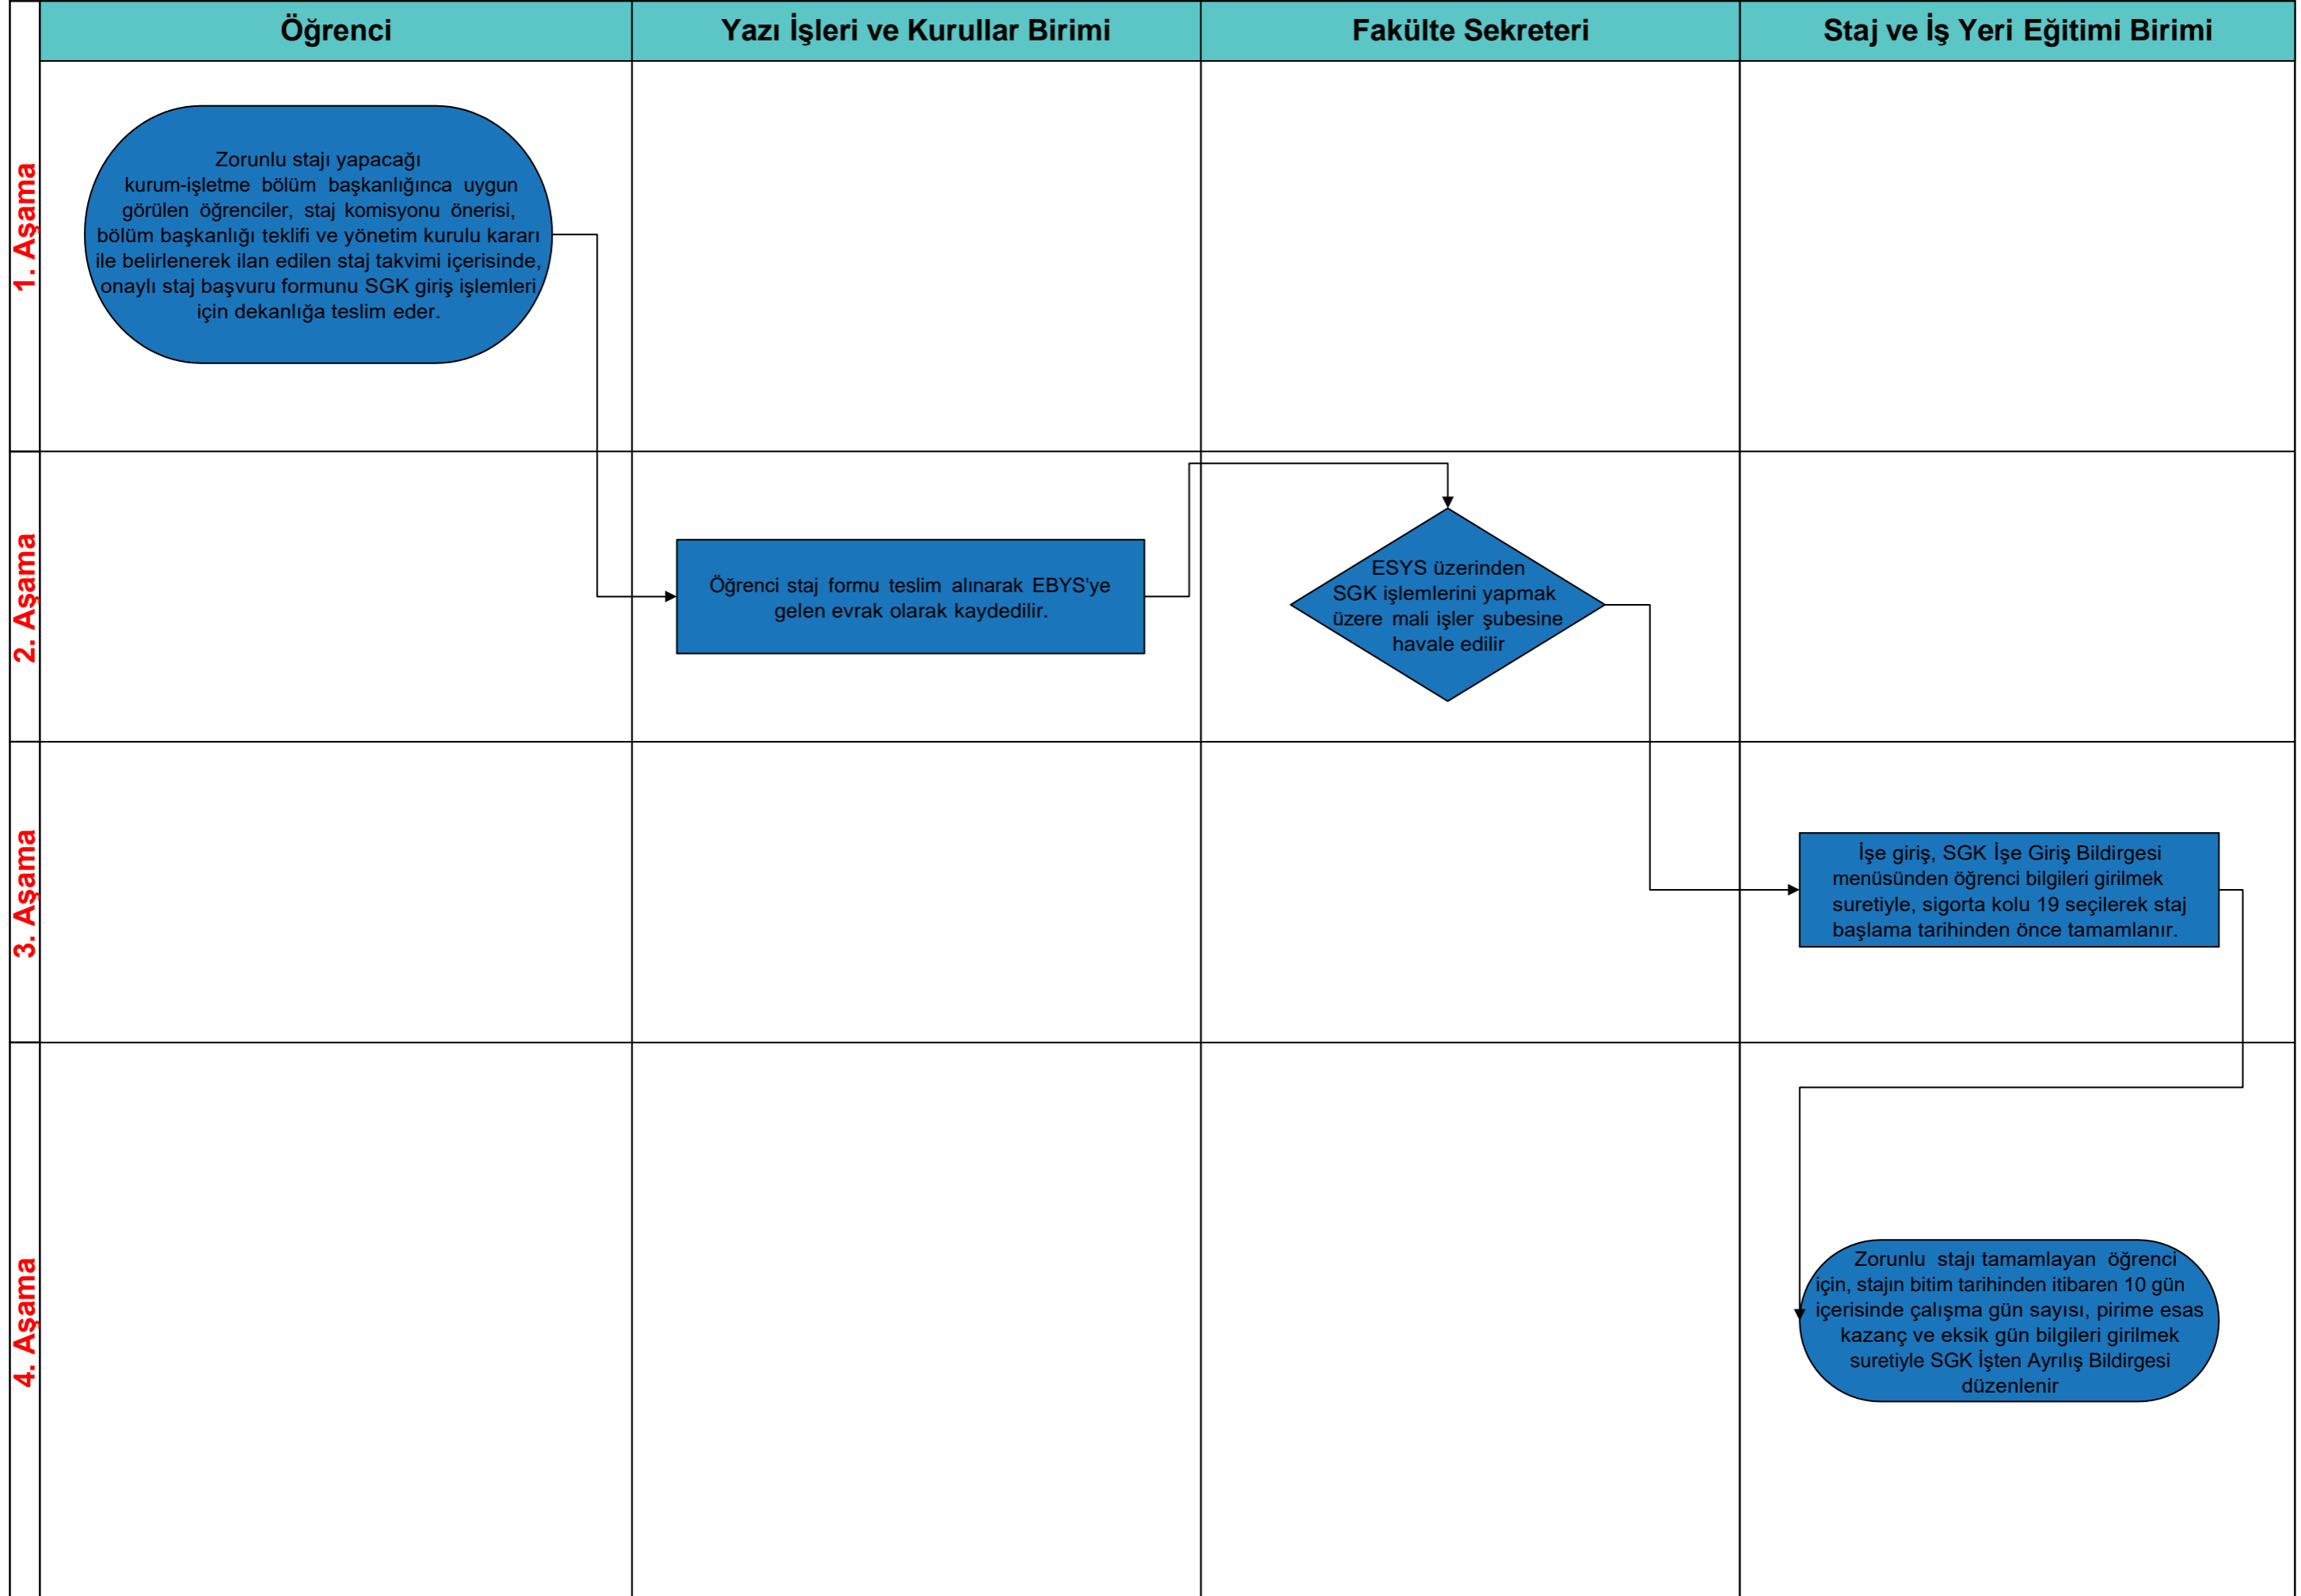 Öğrenci
Yazı İşleri ve Kurullar Birimi
Fakülte Sekreteri
Staj ve İş Yeri Eğitimi Birimi
1. Aşama
Zorunlu stajı yapacağı
kurum-işletme bölüm başkanlığınca uygun
görülen öğrenciler, staj komisyonu önerisi,
bölüm başkanlığı teklifi ve yönetim kurulu kararı
ile belirlenerek ilan edilen staj takvimi içerisinde,
onaylı staj başvuru formunu SGK giriş işlemleri
için dekanlığa teslim eder.
2. Aşama
Öğrenci staj formu teslim alınarak EBYS'ye
gelen evrak olarak kaydedilir.
ESYS üzerinden
SGK işlemlerini yapmak
üzere mali işler şubesine
havale edilir
3. Aşama
İşe giriş, SGK İşe Giriş Bildirgesi
menüsünden öğrenci bilgileri girilmek
suretiyle, sigorta kolu 19 seçilerek staj
başlama tarihinden önce tamamlanır.
4. Aşama
Zorunlu stajı tamamlayan öğrenci
için, stajın bitim tarihinden itibaren 10 gün
içerisinde çalışma gün sayısı, pirime esas
kazanç ve eksik gün bilgileri girilmek
suretiyle SGK İşten Ayrılış Bildirgesi
düzenlenir